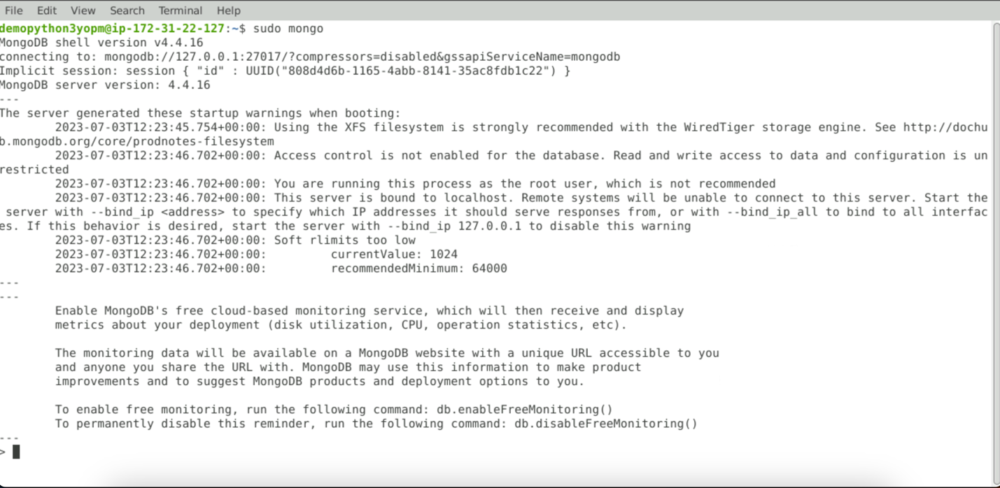 File Edit View Search Terminal Help
demopython3yopm@ip-172-31-22-127:~$ sudo mongo
MongoDB shell version v4.4.16
connecting to: mongodb://127.0.0.1:27017/?compressors=disabled&gssapiServiceName=mongodb
Implicit session: session { "id" : UUID("808d4d6b-1165-4abb-8141-35ac8fdb1c22") }
MongoDB server version: 4.4.16
---
The server generated these startup warnings when booting:
        2023-07-03T12:23:45.754+00:00: Using the XFS filesystem is strongly recommended with the WiredTiger storage engine. See http://dochu
b.mongodb.org/core/prodnotes-filesystem
        2023-07-03T12:23:46.702+00:00: Access control is not enabled for the database. Read and write access to data and configuration is un
restricted
        2023-07-03T12:23:46.702+00:00: You are running this process as the root user, which is not recommended
        2023-07-03T12:23:46.702+00:00: This server is bound to localhost. Remote systems will be unable to connect to this server. Start the
 server with --bind_ip <address> to specify which IP addresses it should serve responses from, or with --bind_ip_all to bind to all interfac
es. If this behavior is desired, start the server with --bind_ip 127.0.0.1 to disable this warning
        2023-07-03T12:23:46.702+00:00: Soft rlimits too low
        2023-07-03T12:23:46.702+00:00:         currentValue: 1024
        2023-07-03T12:23:46.702+00:00:         recommendedMinimum: 64000
---
---
        Enable MongoDB's free cloud-based monitoring service, which will then receive and display
        metrics about your deployment (disk utilization, CPU, operation statistics, etc).

        The monitoring data will be available on a MongoDB website with a unique URL accessible to you
        and anyone you share the URL with. MongoDB may use this information to make product
        improvements and to suggest MongoDB products and deployment options to you.

        To enable free monitoring, run the following command: db.enableFreeMonitoring()
        To permanently disable this reminder, run the following command: db.disableFreeMonitoring()
---
>